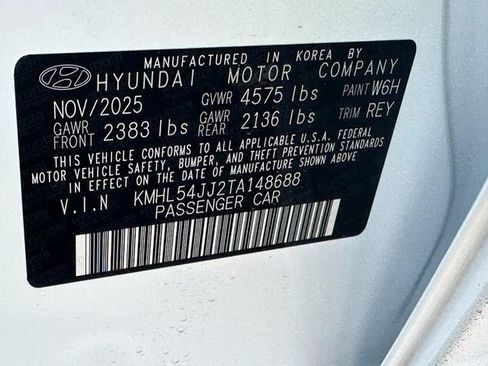 MANUFACTURED IN KOREA BY
HYUNDAI MOTOR COMPANY
NOV/2025 GVWR 4575 lbs PAINT W6H
GAWR FRONT 2383 lbs GAWR REAR 2136 lbs TRIM REY
THIS VEHICLE CONFORMS TO ALL APPLICABLE U.S.A. FEDERAL
MOTOR VEHICLE SAFETY, BUMPER, AND THEFT PREVENTION
STANDARDS IN EFFECT ON THE DATE OF MANUFACTURE SHOWN ABOVE.
V.I.N KMHL54JJ2TA148688
PASSENGER CAR